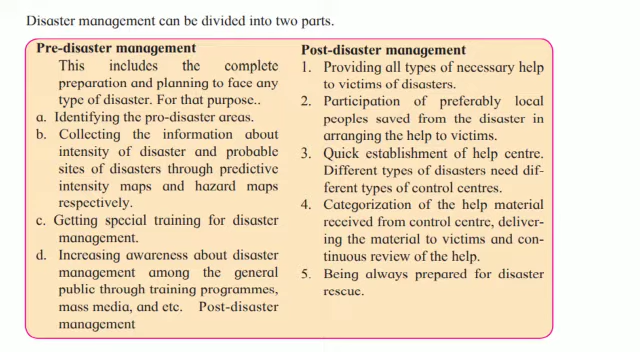 Disaster management can be divided into two parts.
Pre-disaster management
This includes the complete
preparation and planning to face any
type of disaster. For that purpose..
a. Identifying the pro-disaster areas.
b. Collecting the information about
intensity of disaster and probable
sites of disasters through predictive
intensity maps and hazard maps
respectively.
c. Getting special training for disaster
management.
d. Increasing awareness about disaster
management among the general
public through training programmes,
mass media, and etc. Post-disaster
management
Post-disaster management
1. Providing all types of necessary help
to victims of disasters.
2. Participation of preferably local
peoples saved from the disaster in
arranging the help to victims.
3. Quick establishment of help centre.
Different types of disasters need dif-
ferent types of control centres.
4. Categorization of the help material
received from control centre, deliver-
ing the material to victims and con-
tinuous review of the help.
5. Being always prepared for disaster
rescue.